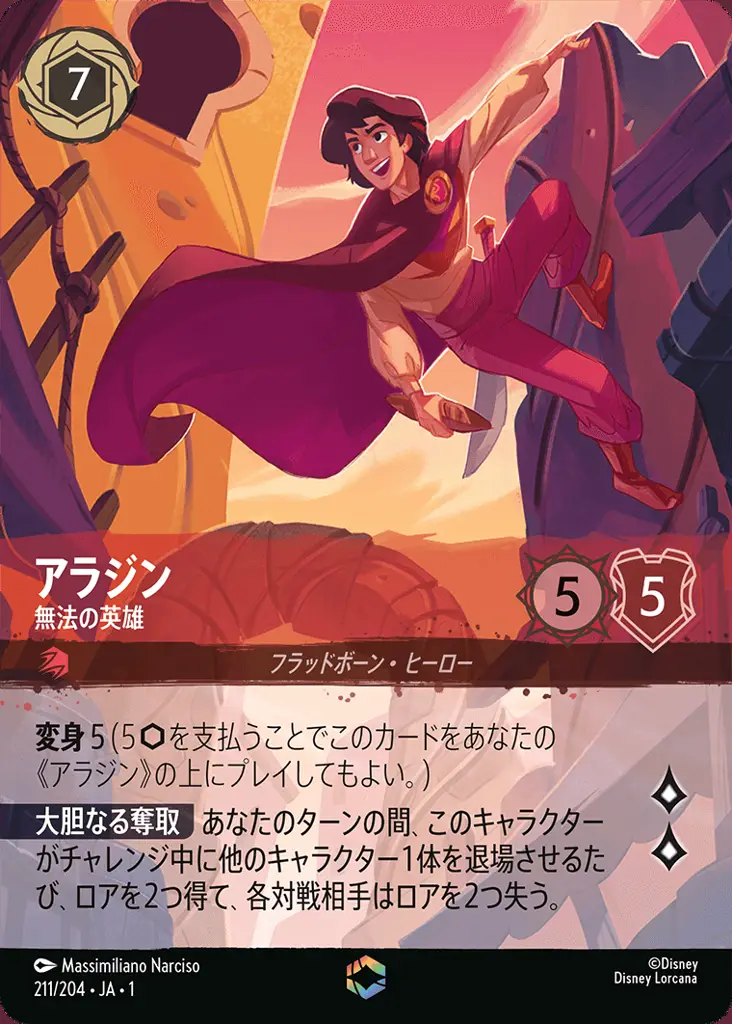 7
アラジン
無法の英雄
5
5
フラッドボーン・ヒーロー
変身 5 (5⬡を支払うことでこのカードをあなたの
《アラジン》の上にプレイしてもよい。)
大胆なる奪取 あなたのターンの間、このキャラクター
がチャレンジ中に他のキャラクター1体を退場させるた
び、ロアを2つ得て、各対戦相手はロアを2つ失う。
Massimiliano Narciso
211/204 • JA • 1
©Disney
Disney Lorcana